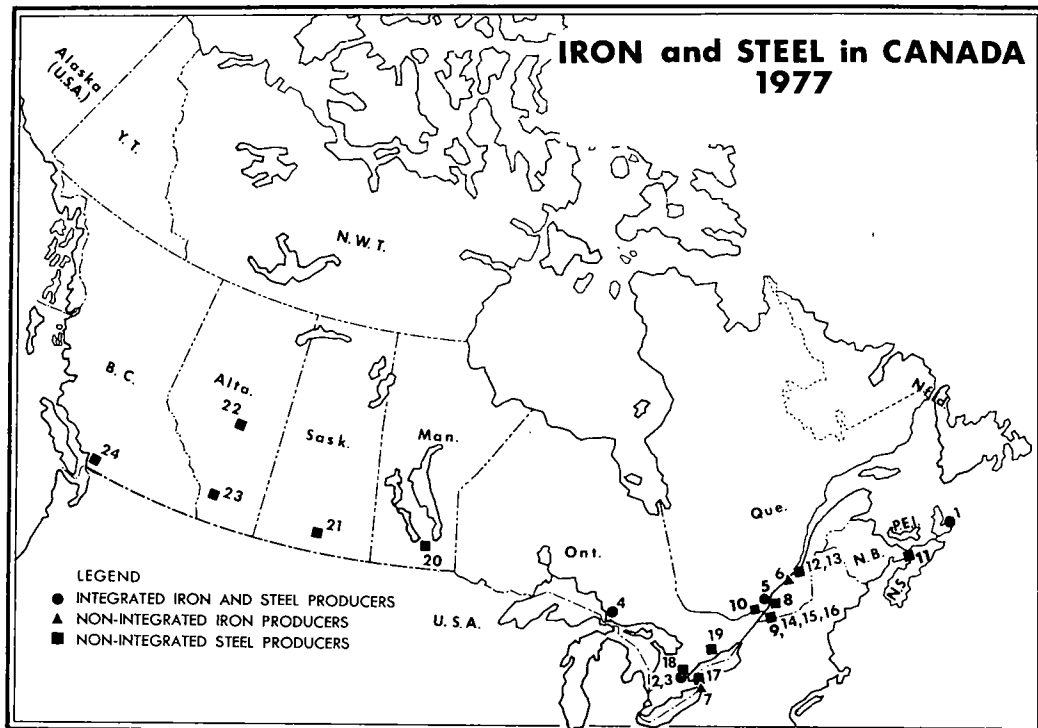 IRON and STEEL in CANADA
1977
Alaska
(U.S.A.)
Y.T.
N.W.T.
B.C.
Alta.
22
Sask.
Man.
24
23
21
20
Ont.
Que.
Nfld
P.E.I.
1
N.B.
11
N.S.
12,13
6
5
8
10
9,14,15,16
4
U.S.A.
19
18
2,3
17
7
LEGEND
INTEGRATED IRON AND STEEL PRODUCERS
NON-INTEGRATED IRON PRODUCERS
NON-INTEGRATED STEEL PRODUCERS